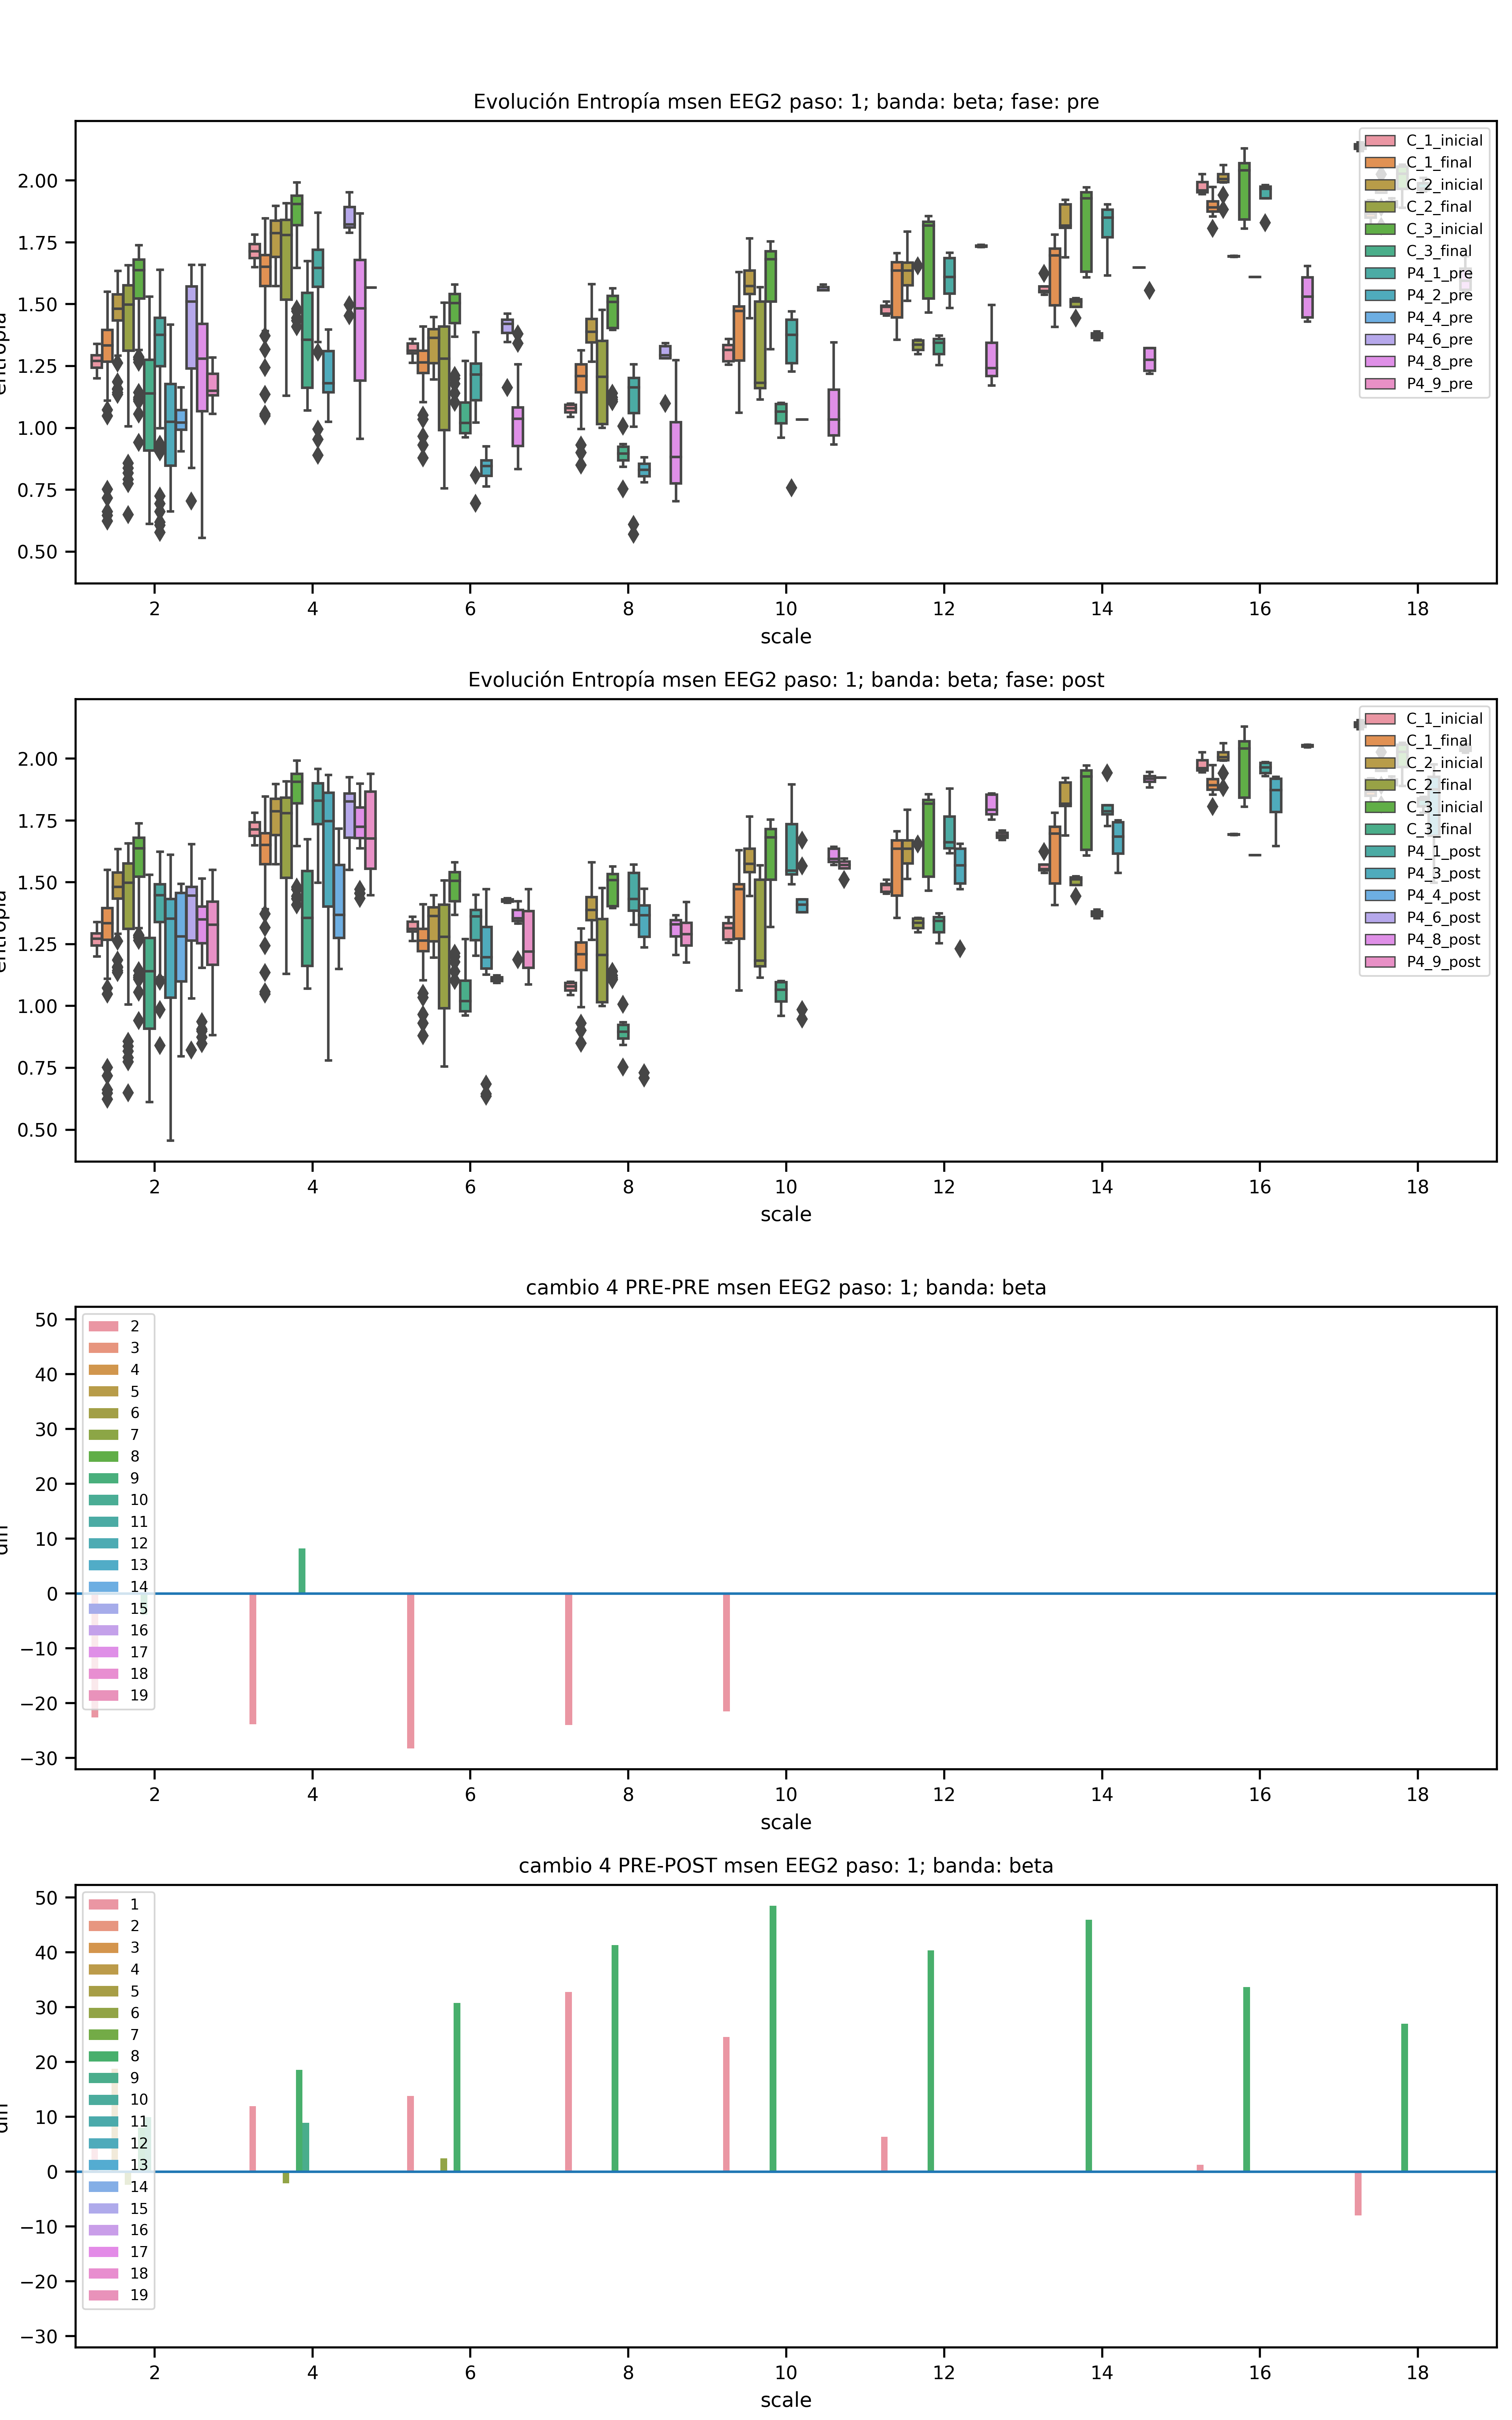 Evolución Entropía msen EEG2 paso: 1; banda: beta; fase: pre
2.00
1.75
1.50
1.25
1.00
0.75
0.50
entropia
C_1_inicial
C_1_final
C_2_inicial
C_2_final
C_3_inicial
C_3_final
P4_1_pre
P4_2_pre
P4_4_pre
P4_6_pre
P4_8_pre
P4_9_pre
2 4 6 8 10 12 14 16 18
scale
Evolución Entropía msen EEG2 paso: 1; banda: beta; fase: post
2.00
1.75
1.50
1.25
1.00
0.75
0.50
entropia
C_1_inicial
C_1_final
C_2_inicial
C_2_final
C_3_inicial
C_3_final
P4_1_post
P4_3_post
P4_4_post
P4_6_post
P4_8_post
P4_9_post
2 4 6 8 10 12 14 16 18
scale
cambio 4 PRE-PRE msen EEG2 paso: 1; banda: beta
50
40
30
20
10
0
−10
−20
−30
2
3
4
5
6
7
8
9
10
11
12
13
14
15
16
17
18
19
2 4 6 8 10 12 14 16 18
scale
cambio 4 PRE-POST msen EEG2 paso: 1; banda: beta
50
40
30
20
10
0
−10
−20
−30
1
2
3
4
5
6
7
8
9
10
11
12
13
14
15
16
17
18
19
2 4 6 8 10 12 14 16 18
scale